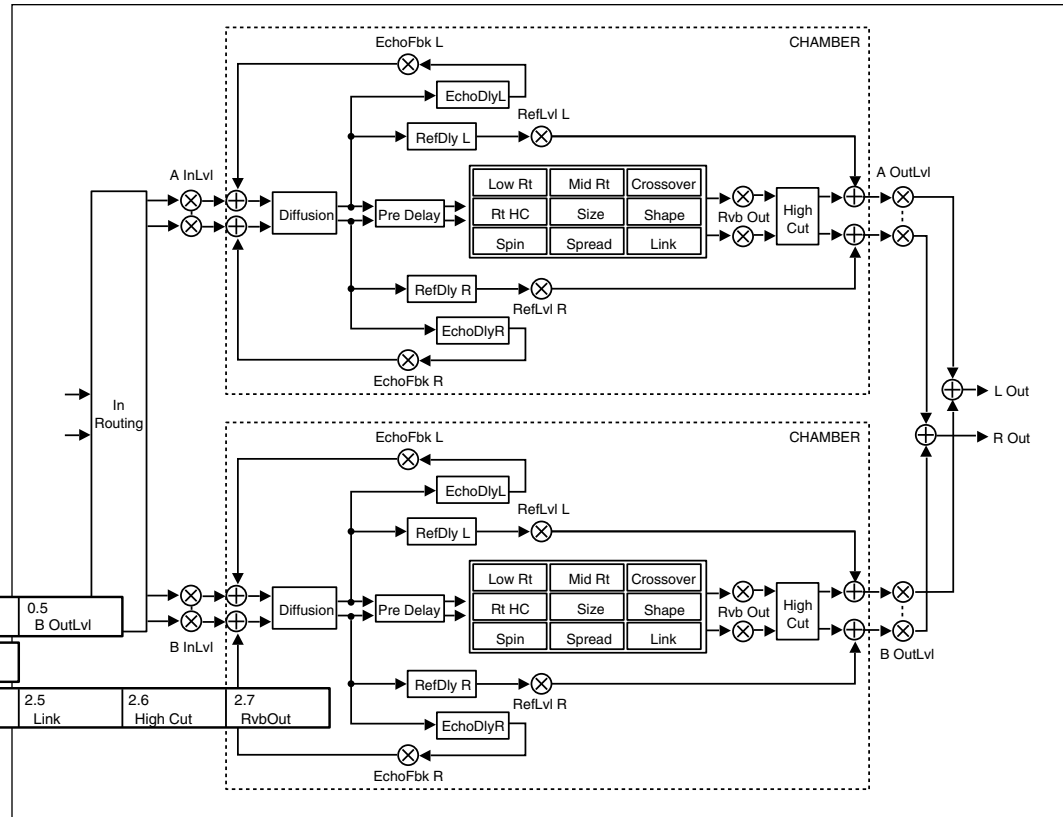 EchoFbk L
CHAMBER
EchoDlyL
RefLvl L
RefDly L
A InLvl
A OutLvl
Low Rt
Mid Rt
Crossover
Diffusion
Pre Delay
Rt HC
Size
Shape
Rvb Out
High
Cut
Spin
Spread
Link
RefDly R
RefLvl R
EchoDlyR
EchoFbk R
In
Routing
L Out
R Out
EchoFbk L
CHAMBER
EchoDlyL
RefLvl L
RefDly L
Low Rt
Mid Rt
Crossover
Diffusion
Pre Delay
Rt HC
Size
Shape
Rvb Out
High
Cut
Spin
Spread
Link
0.5
B OutLvl
B InLvl
B OutLvl
RefDly R
RefLvl R
2.5
Link
2.6
High Cut
2.7
RvbOut
EchoDlyR
EchoFbk R